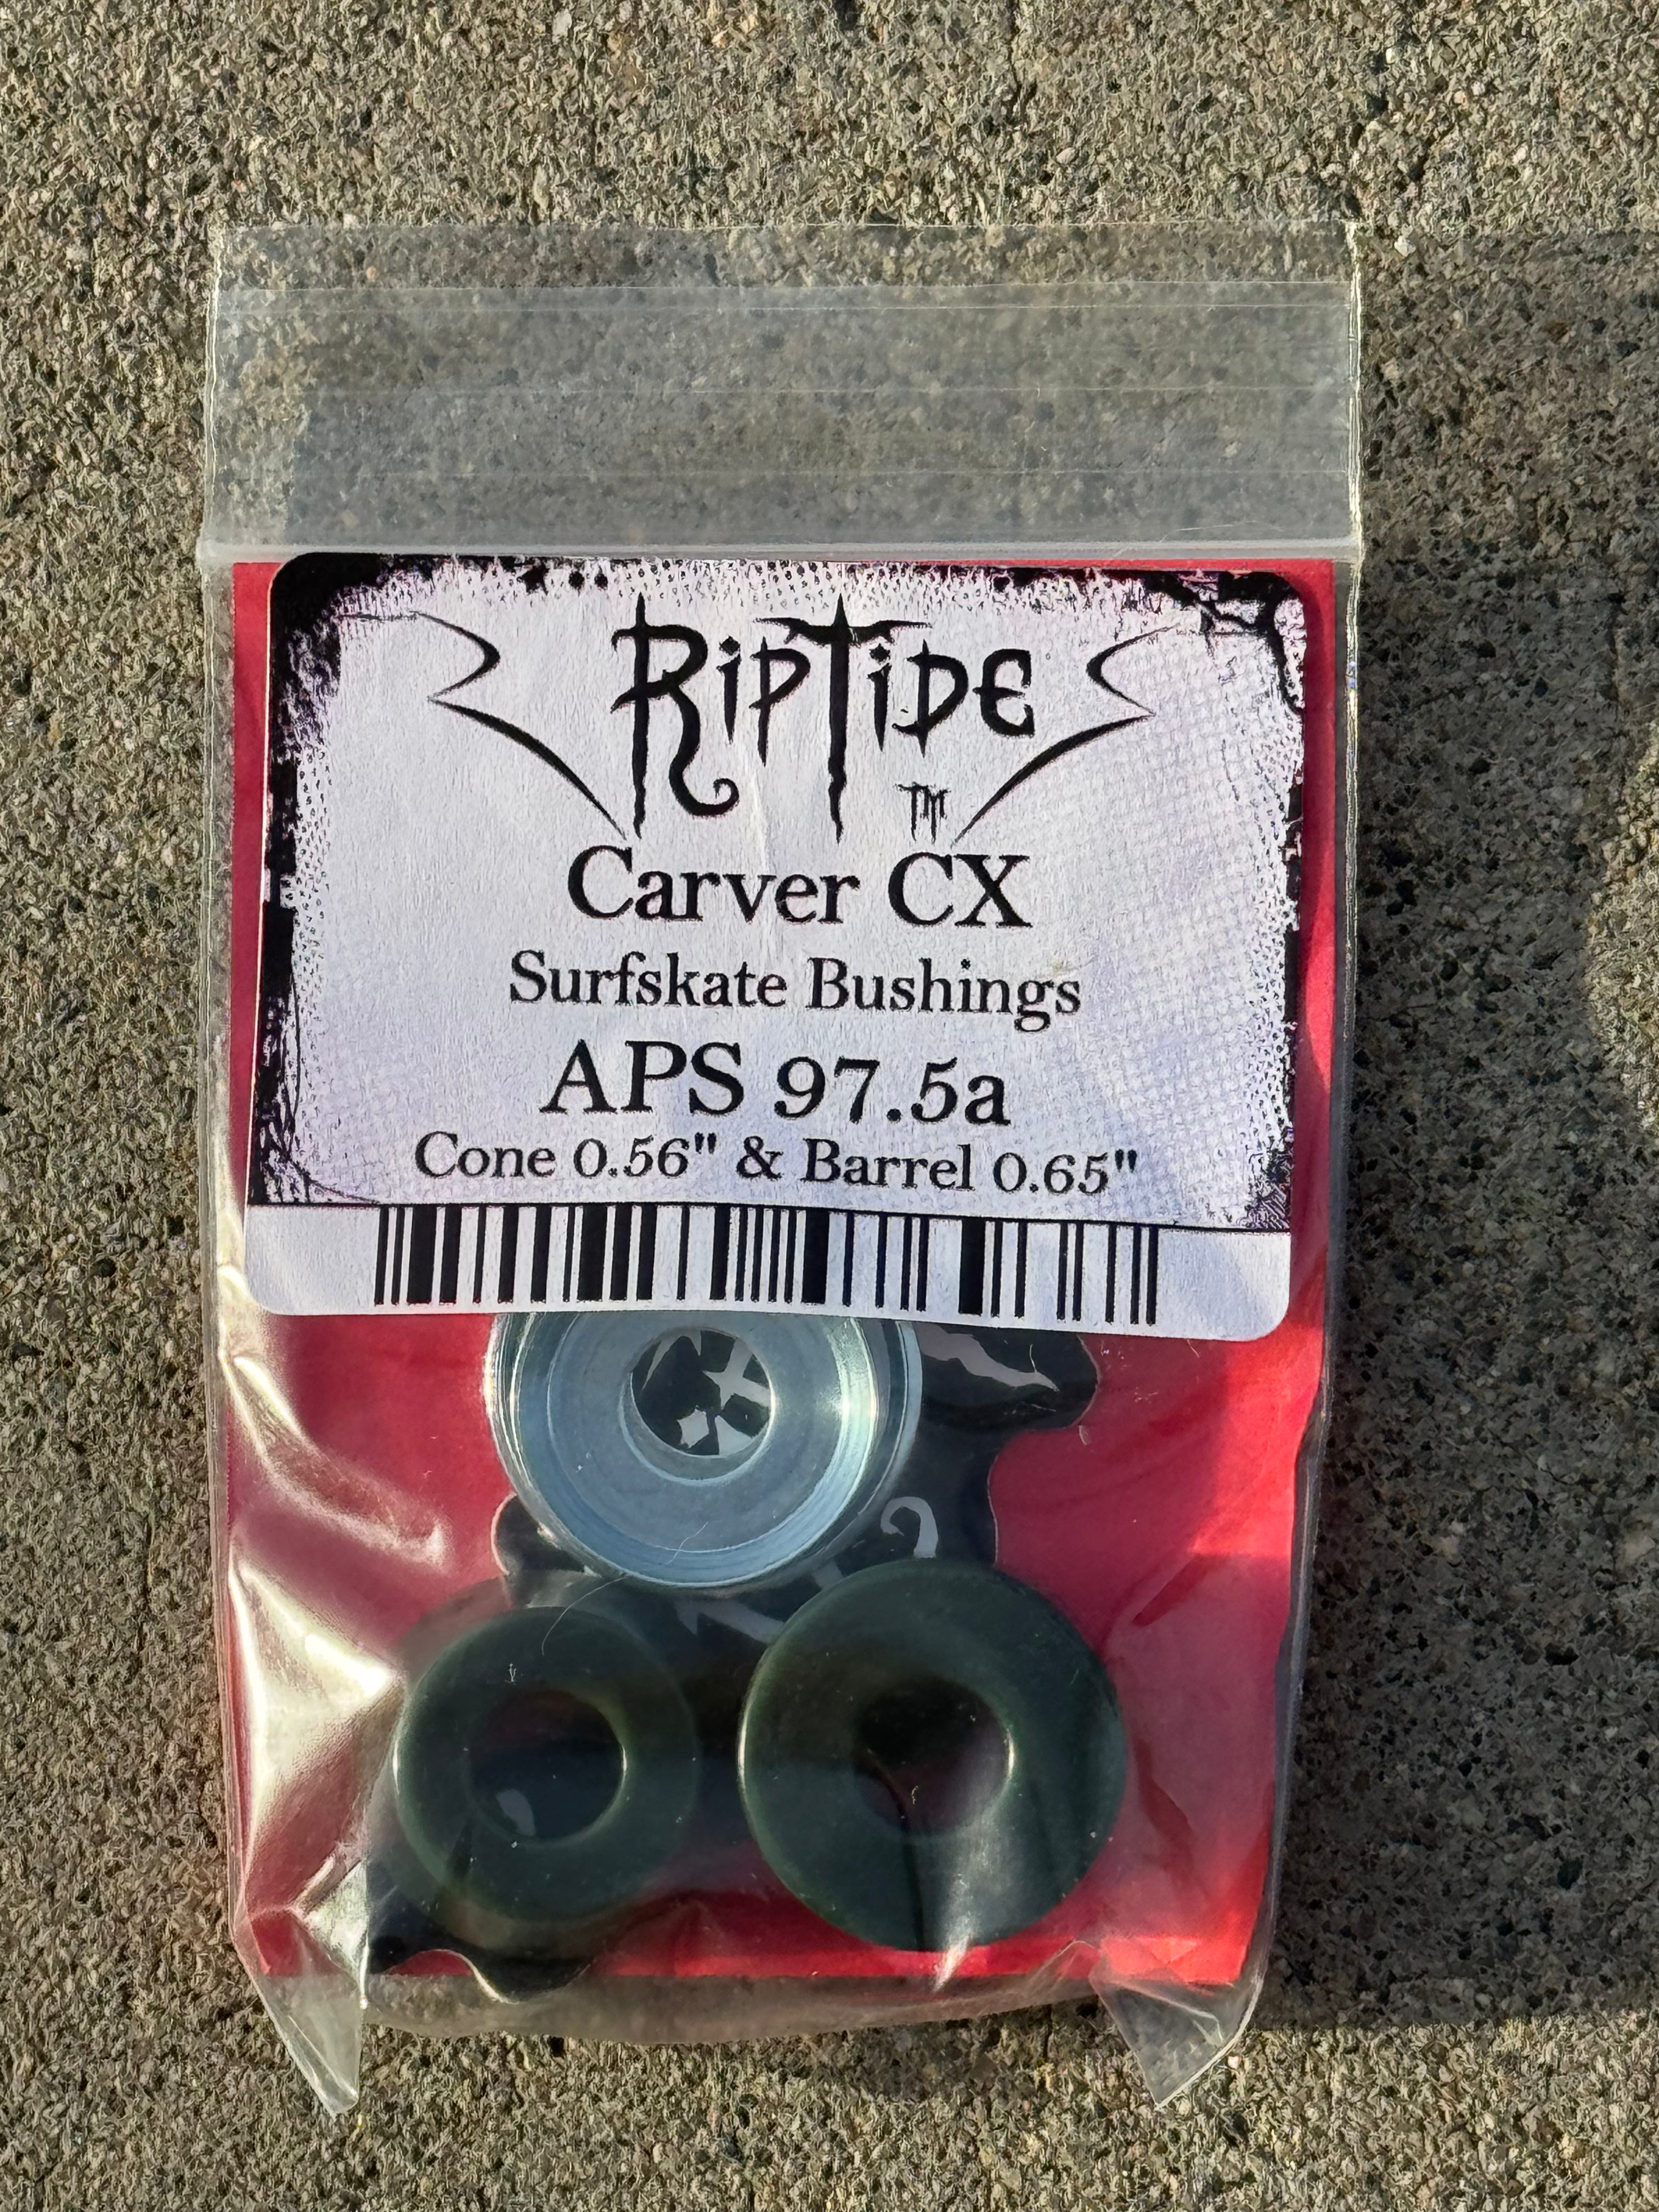 RipTide
TM
Carver CX
Surfskate Bushings
APS 97.5a
Cone 0.56" & Barrel 0.65"